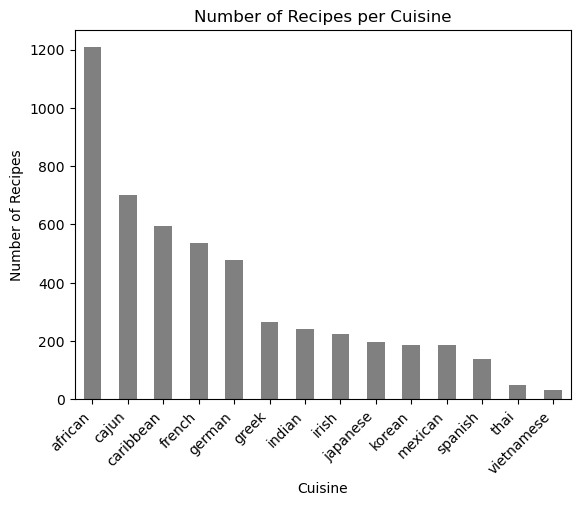 Number of Recipes per Cuisine
1200
1000
800
600
400
200
0
Number of Recipes
african
cajun
caribbean
french
german
greek
indian
irish
japanese
korean
mexican
spanish
thai
vietnamese
Cuisine